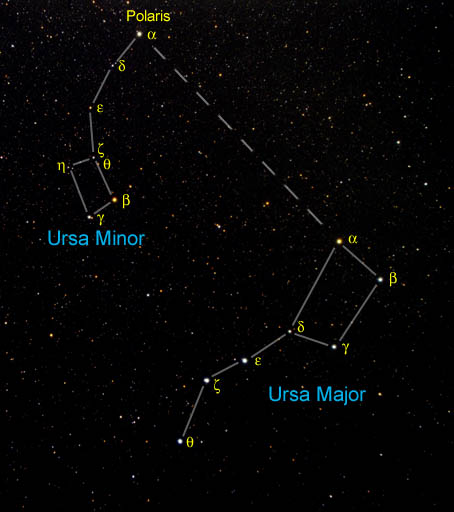 Polaris
α
δ
ε
ζ
η
θ
β
γ
Ursa Minor
α
β
δ
γ
ε
ζ
Ursa Major
θ